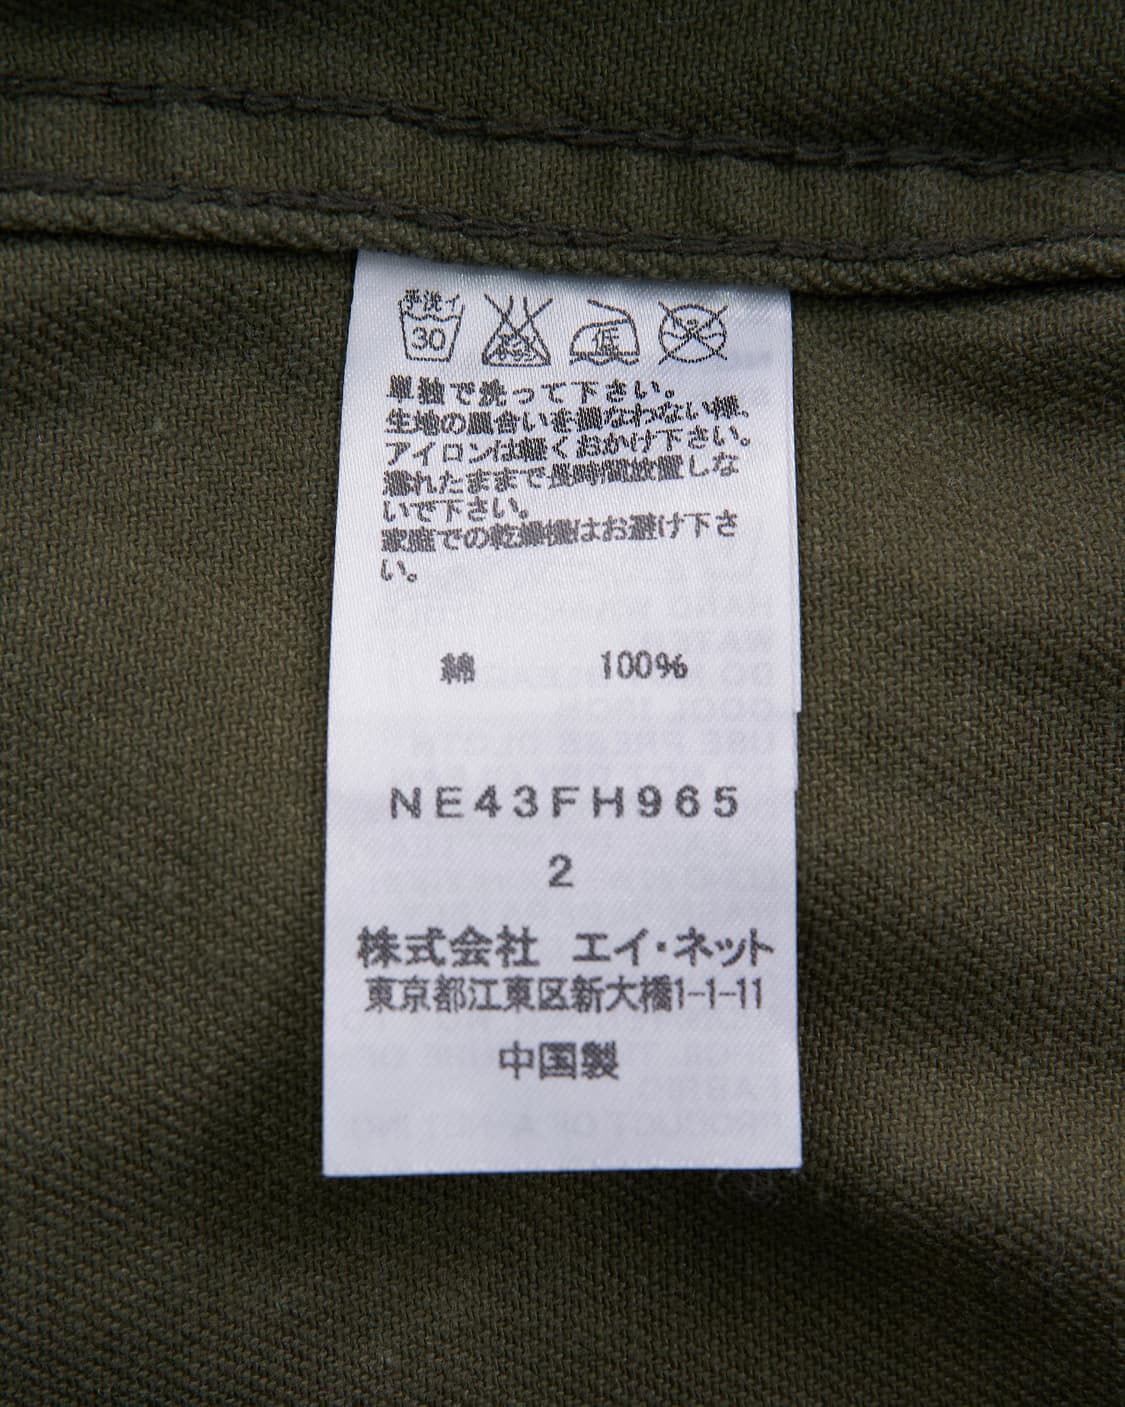 手洗イ
30
低
単独で洗って下さい。
生地の風合いを損なわない様、
アイロンは軽くおかけ下さい。
濡れたままで長時間放置しな
いで下さい。
家庭での乾燥機はお避け下さ
い。
綿 100%
NE43FH965
2
株式会社 エイ・ネット
東京都江東区新大橋1-1-11
中国製